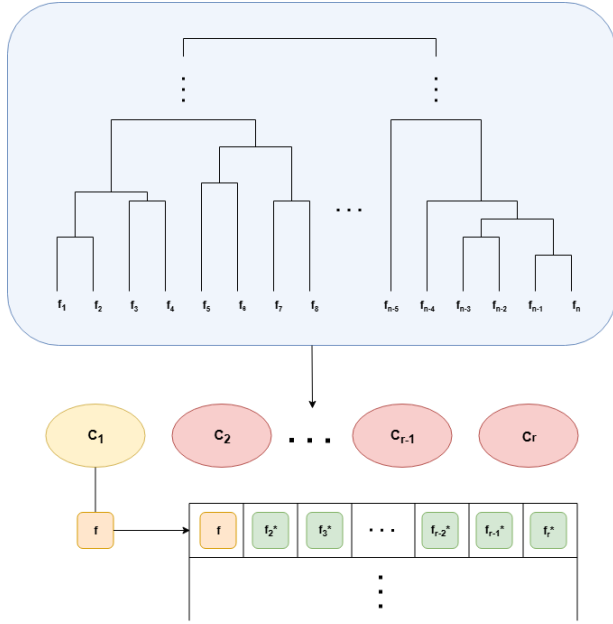 f1 f2 f3 f4 f5 f6 f7 f8 fn-5 fn-4 fn-3 fn-2 fn-1 fn
C1 C2 Cr-1 Cr
f f f2* f3* fr-2* fr-1* fr*